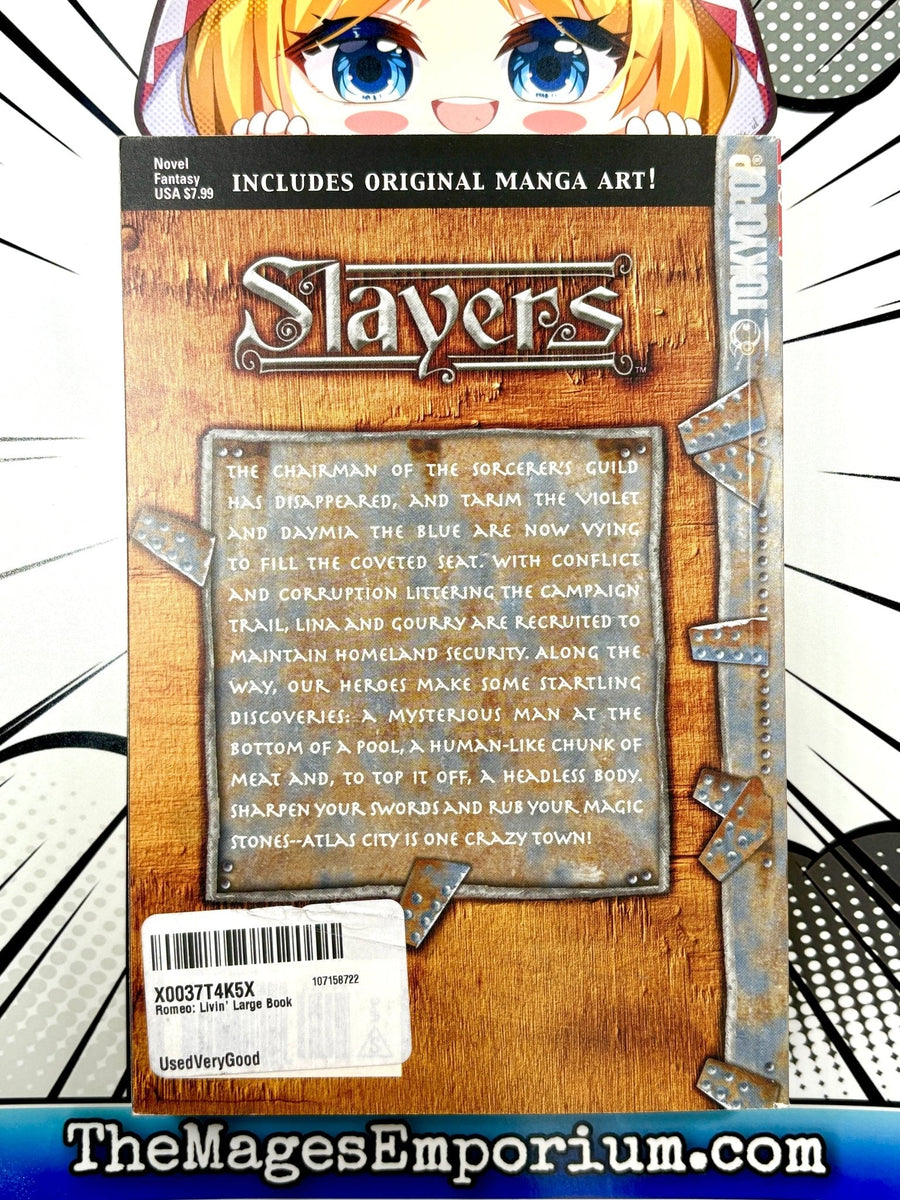 Novel
Fantasy
USA $7.99
INCLUDES ORIGINAL MANGA ART!
TOKYOPOP®
Slayers™
THE CHAIRMAN OF THE SORCERER'S GUILD
HAS DISAPPEARED, AND TARIM THE VIOLET
AND DAYMIA THE BLUE ARE NOW VYING
TO FILL THE COVETED SEAT. WITH CONFLICT
AND CORRUPTION LITTERING THE CAMPAIGN
TRAIL, LINA AND GOURRY ARE RECRUITED TO
MAINTAIN HOMELAND SECURITY. ALONG THE
WAY, OUR HEROES MAKE SOME STARTLING
DISCOVERIES: A MYSTERIOUS MAN AT THE
BOTTOM OF A POOL, A HUMAN-LIKE CHUNK OF
MEAT AND, TO TOP IT OFF, A HEADLESS BODY.
SHARPEN YOUR SWORDS AND RUB YOUR MAGIC
STONES--ATLAS CITY IS ONE CRAZY TOWN!
X0037T4K5X
107158722
Romeo: Livin' Large Book
UsedVeryGood
TheMagesEmporium.com